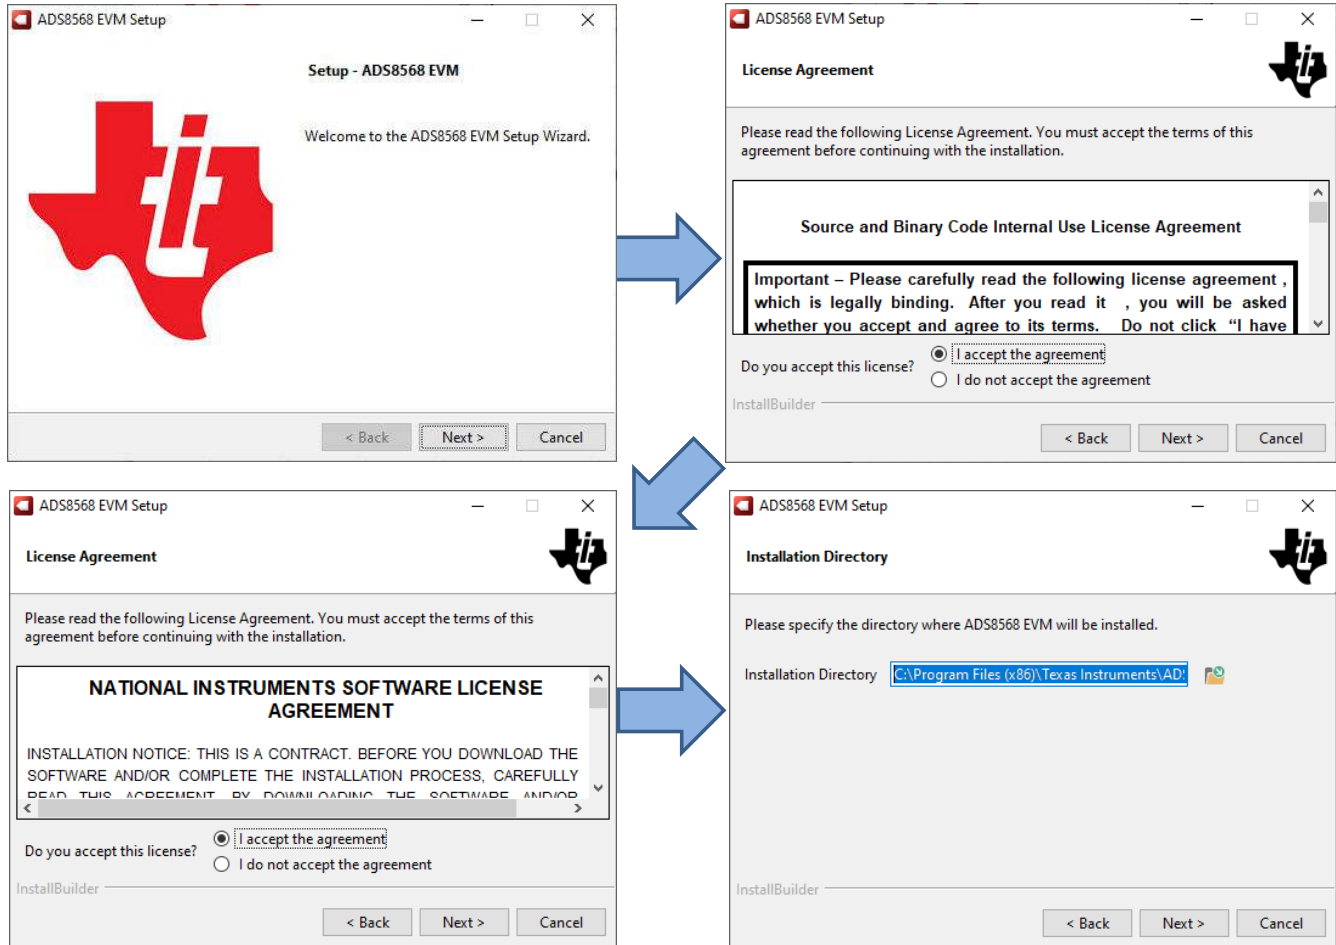 ADS8568 EVM Setup
Setup - ADS8568 EVM
Welcome to the ADS8568 EVM Setup Wizard.
< Back
Next >
Cancel
ADS8568 EVM Setup
License Agreement
Please read the following License Agreement. You must accept the terms of this
agreement before continuing with the installation.
Source and Binary Code Internal Use License Agreement
Important – Please carefully read the following license agreement ,
which is legally binding. After you read it , you will be asked
whether you accept and agree to its terms. Do not click “I have
Do you accept this license?
I accept the agreement
I do not accept the agreement
InstallBuilder
< Back
Next >
Cancel
ADS8568 EVM Setup
License Agreement
Please read the following License Agreement. You must accept the terms of this
agreement before continuing with the installation.
NATIONAL INSTRUMENTS SOFTWARE LICENSE
AGREEMENT
INSTALLATION NOTICE: THIS IS A CONTRACT. BEFORE YOU DOWNLOAD THE
SOFTWARE AND/OR COMPLETE THE INSTALLATION PROCESS, CAREFULLY
READ THIS AGREEMENT. BY DOWNLOADING THE SOFTWARE AND/OR
Do you accept this license?
I accept the agreement
I do not accept the agreement
InstallBuilder
< Back
Next >
Cancel
ADS8568 EVM Setup
Installation Directory
Please specify the directory where ADS8568 EVM will be installed.
Installation Directory
C:\Program Files (x86)\Texas Instruments\AD
InstallBuilder
< Back
Next >
Cancel